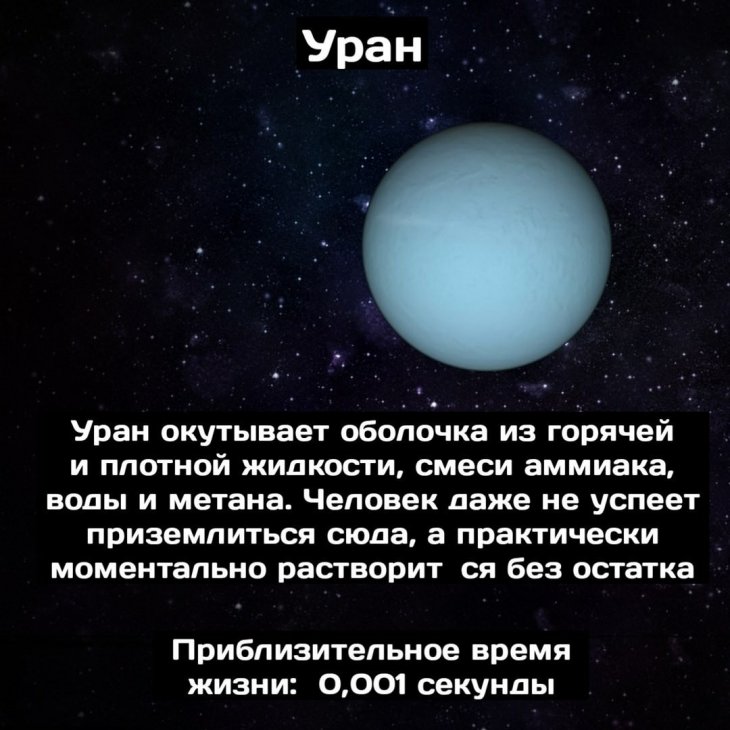 Уран
Уран окутывает оболочка из горячей
и плотной жидкости, смеси аммиака,
воды и метана. Человек даже не успеет
приземлиться сюда, а практически
моментально растворит ся без остатка
Приблизительное время
жизни: 0,001 секунды